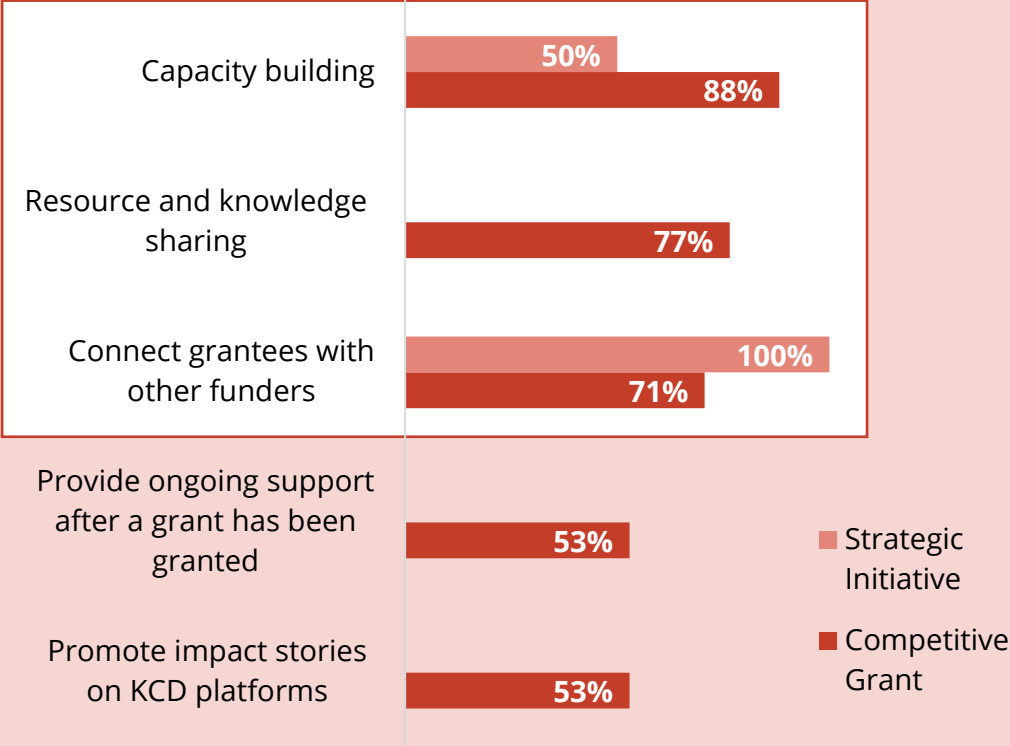 Capacity building
50%
88%
Resource and knowledge
sharing
77%
Connect grantees with
other funders
100%
71%
Provide ongoing support
after a grant has been
granted
53%
Promote impact stories
on KCD platforms
53%
Strategic
Initiative
Competitive
Grant